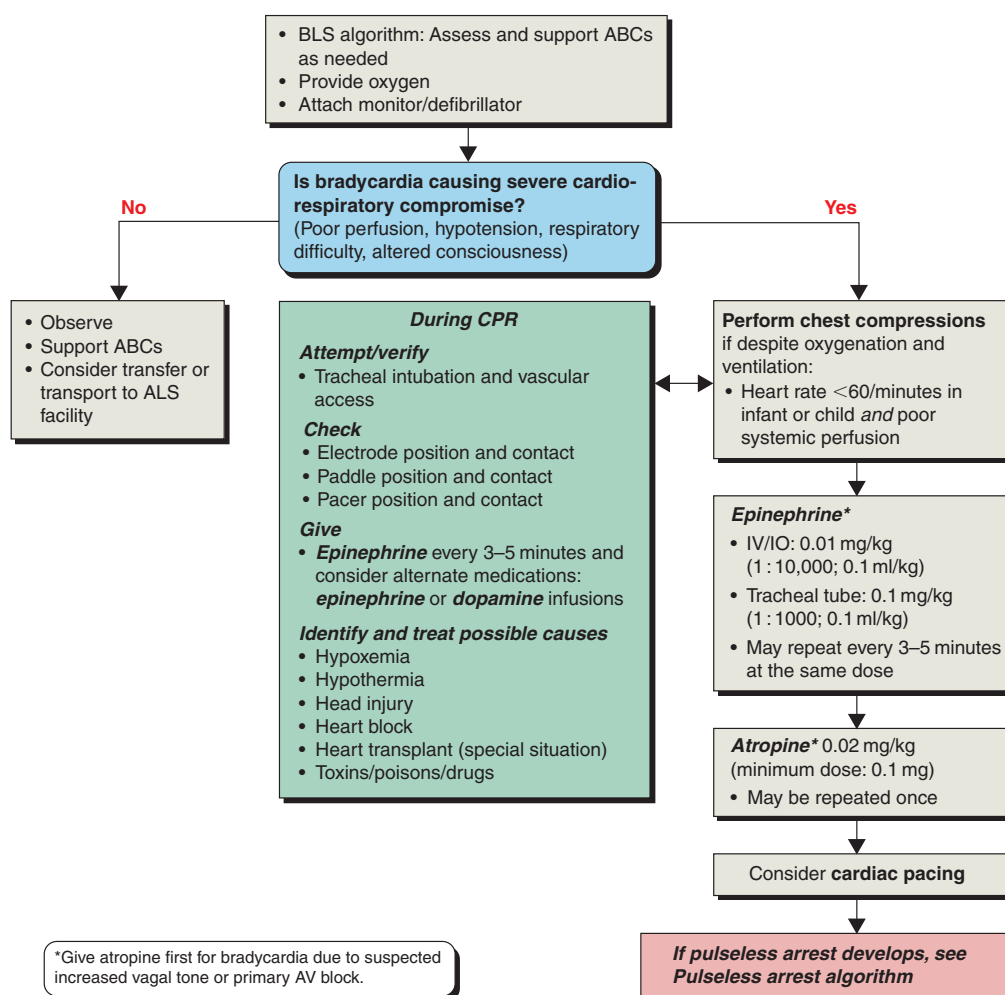 • BLS algorithm: Assess and support ABCs
as needed
• Provide oxygen
• Attach monitor/defibrillator
Is bradycardia causing severe cardio-
respiratory compromise?
(Poor perfusion, hypotension, respiratory
difficulty, altered consciousness)
No
Yes
• Observe
• Support ABCs
• Consider transfer or
transport to ALS
facility
During CPR
Attempt/verify
• Tracheal intubation and vascular
access
Check
• Electrode position and contact
• Paddle position and contact
• Pacer position and contact
Give
• Epinephrine every 3–5 minutes and
consider alternate medications:
epinephrine or dopamine infusions
Identify and treat possible causes
• Hypoxemia
• Hypothermia
• Head injury
• Heart block
• Heart transplant (special situation)
• Toxins/poisons/drugs
Perform chest compressions
if despite oxygenation and
ventilation:
• Heart rate <60/minutes in
infant or child and poor
systemic perfusion
Epinephrine*
• IV/IO: 0.01 mg/kg
(1 : 10,000; 0.1 ml/kg)
• Tracheal tube: 0.1 mg/kg
(1 : 1000; 0.1 ml/kg)
• May repeat every 3–5 minutes
at the same dose
Atropine* 0.02 mg/kg
(minimum dose: 0.1 mg)
• May be repeated once
Consider cardiac pacing
If pulseless arrest develops, see
Pulseless arrest algorithm
*Give atropine first for bradycardia due to suspected
increased vagal tone or primary AV block.